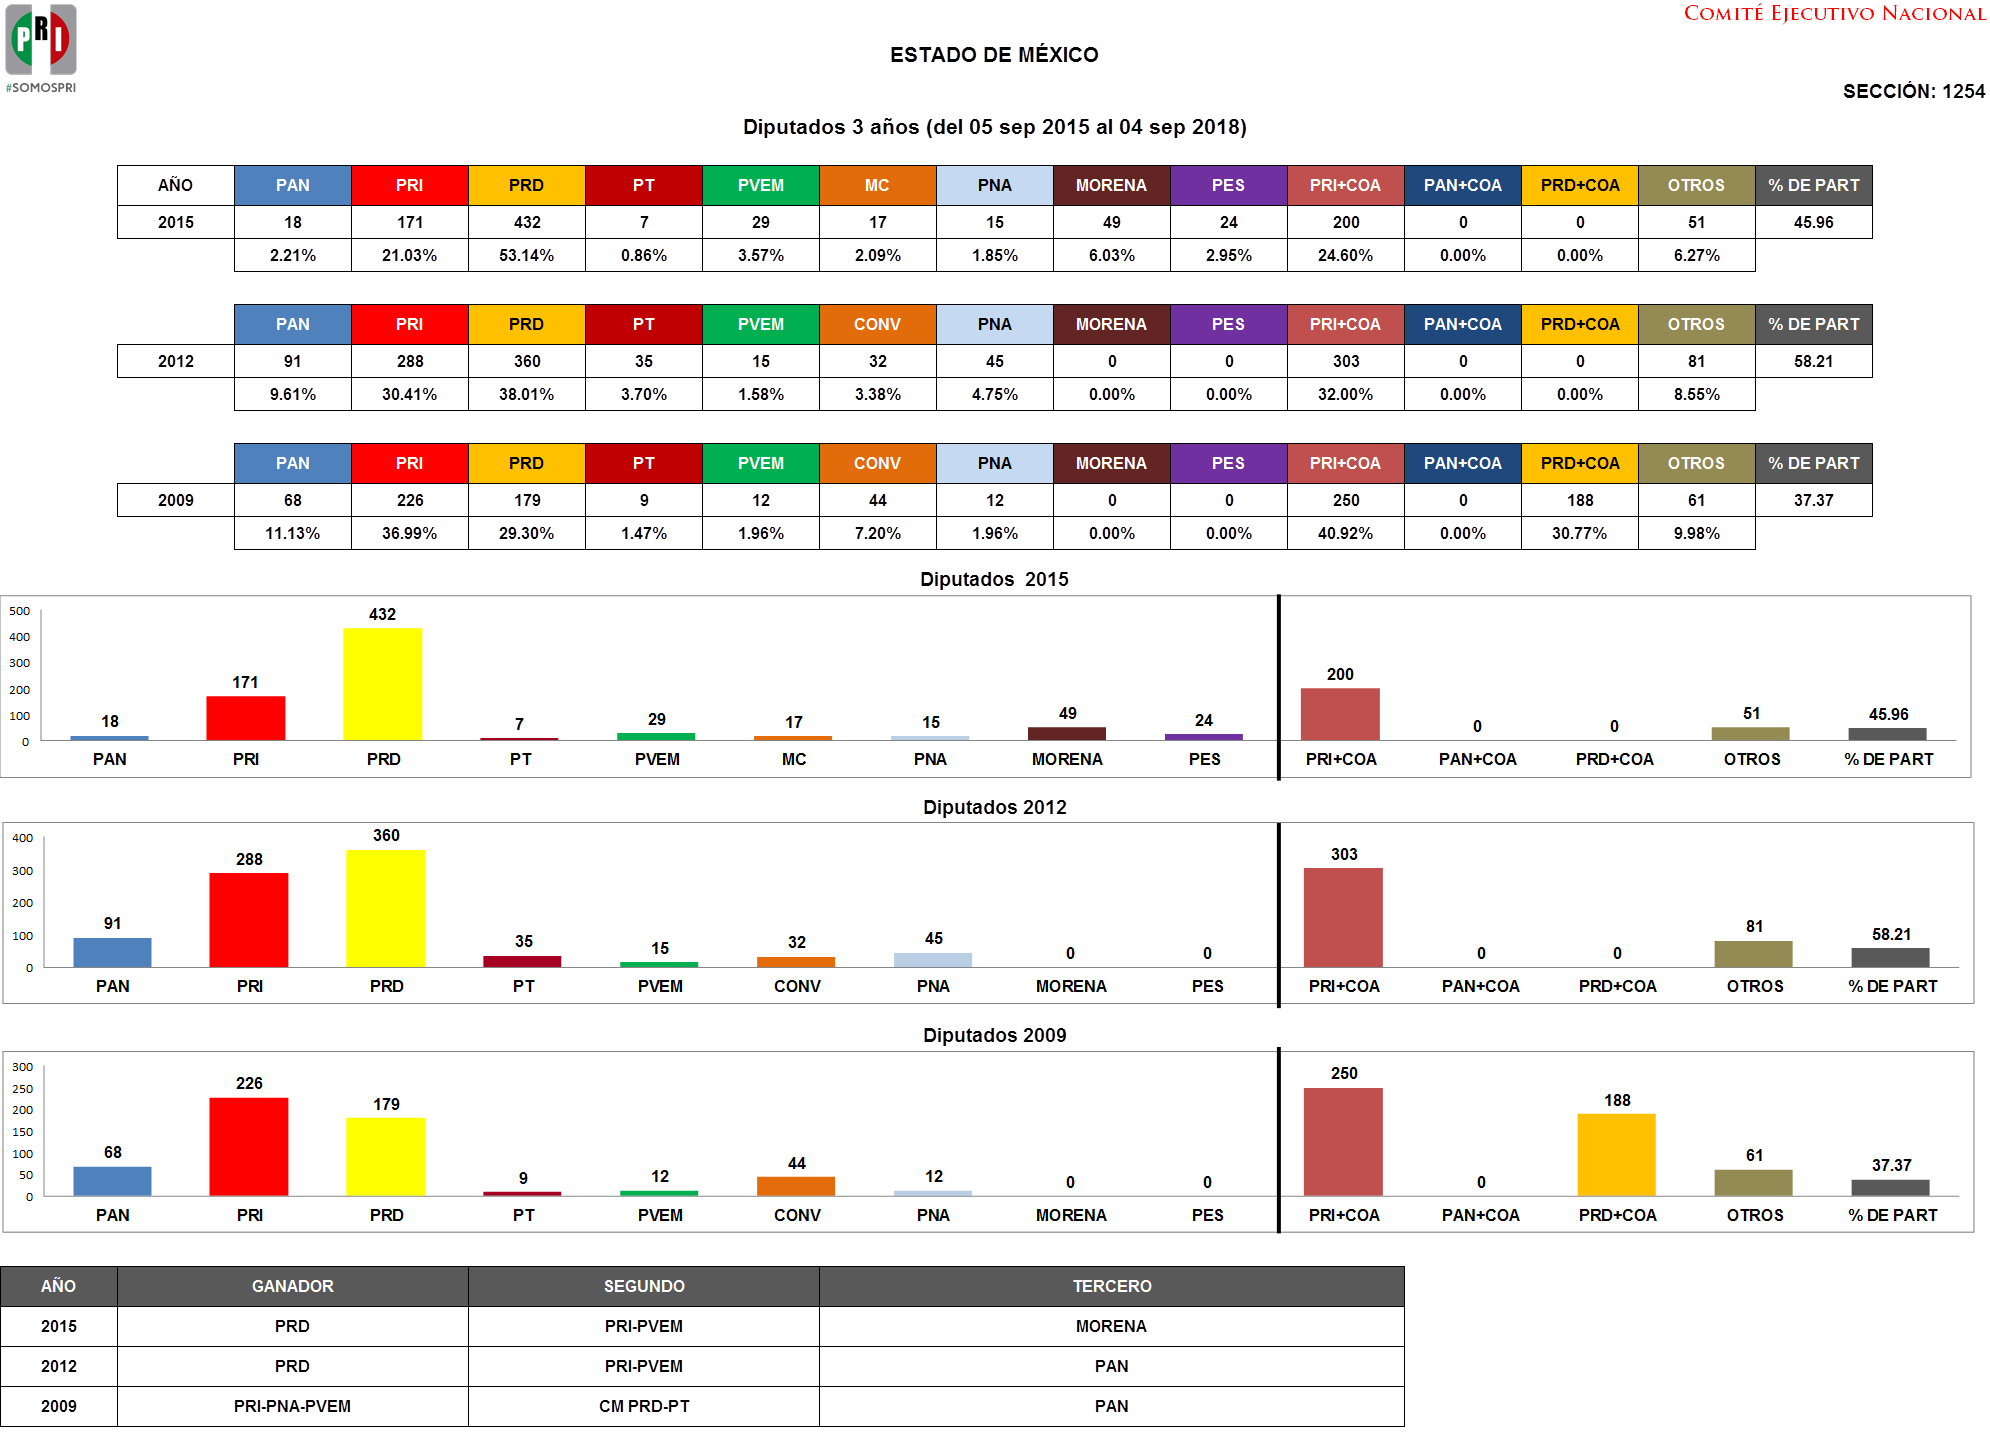 PRI
#SOMOSPRI
COMITÉ EJECUTIVO NACIONAL
ESTADO DE MÉXICO
SECCIÓN: 1254
Diputados 3 años (del 05 sep 2015 al 04 sep 2018)
AÑO PAN PRI PRD PT PVEM MC PNA MORENA PES PRI+COA PAN+COA PRD+COA OTROS % DE PART
2015 18 171 432 7 29 17 15 49 24 200 0 0 51 45.96
2.21% 21.03% 53.14% 0.86% 3.57% 2.09% 1.85% 6.03% 2.95% 24.60% 0.00% 0.00% 6.27%
PAN PRI PRD PT PVEM CONV PNA MORENA PES PRI+COA PAN+COA PRD+COA OTROS % DE PART
2012 91 288 360 35 15 32 45 0 0 303 0 0 81 58.21
9.61% 30.41% 38.01% 3.70% 1.58% 3.38% 4.75% 0.00% 0.00% 32.00% 0.00% 0.00% 8.55%
PAN PRI PRD PT PVEM CONV PNA MORENA PES PRI+COA PAN+COA PRD+COA OTROS % DE PART
2009 68 226 179 9 12 44 12 0 0 250 0 188 61 37.37
11.13% 36.99% 29.30% 1.47% 1.96% 7.20% 1.96% 0.00% 0.00% 40.92% 0.00% 30.77% 9.98%
Diputados 2015
500
400
300
200
100
0
18 171 432 7 29 17 15 49 24 200 0 0 51 45.96
PAN PRI PRD PT PVEM MC PNA MORENA PES PRI+COA PAN+COA PRD+COA OTROS % DE PART
Diputados 2012
400
300
200
100
0
91 288 360 35 15 32 45 0 0 303 0 0 81 58.21
PAN PRI PRD PT PVEM CONV PNA MORENA PES PRI+COA PAN+COA PRD+COA OTROS % DE PART
Diputados 2009
300
250
200
150
100
50
0
68 226 179 9 12 44 12 0 0 250 0 188 61 37.37
PAN PRI PRD PT PVEM CONV PNA MORENA PES PRI+COA PAN+COA PRD+COA OTROS % DE PART
AÑO GANADOR SEGUNDO TERCERO
2015 PRD PRI-PVEM MORENA
2012 PRD PRI-PVEM PAN
2009 PRI-PNA-PVEM CM PRD-PT PAN